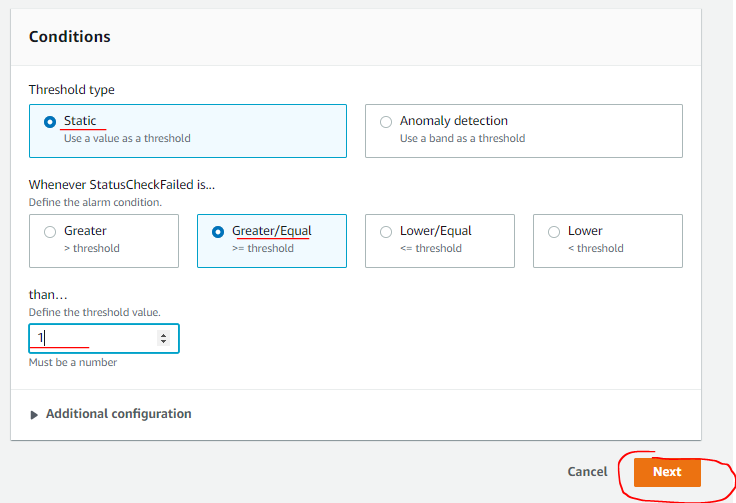 Conditions
Threshold type
Static
Use a value as a threshold
Anomaly detection
Use a band as a threshold
Whenever StatusCheckFailed is...
Define the alarm condition.
Greater
> threshold
Greater/Equal
>= threshold
Lower/Equal
<= threshold
Lower
< threshold
than...
Define the threshold value.
1
Must be a number
Additional configuration
Cancel
Next